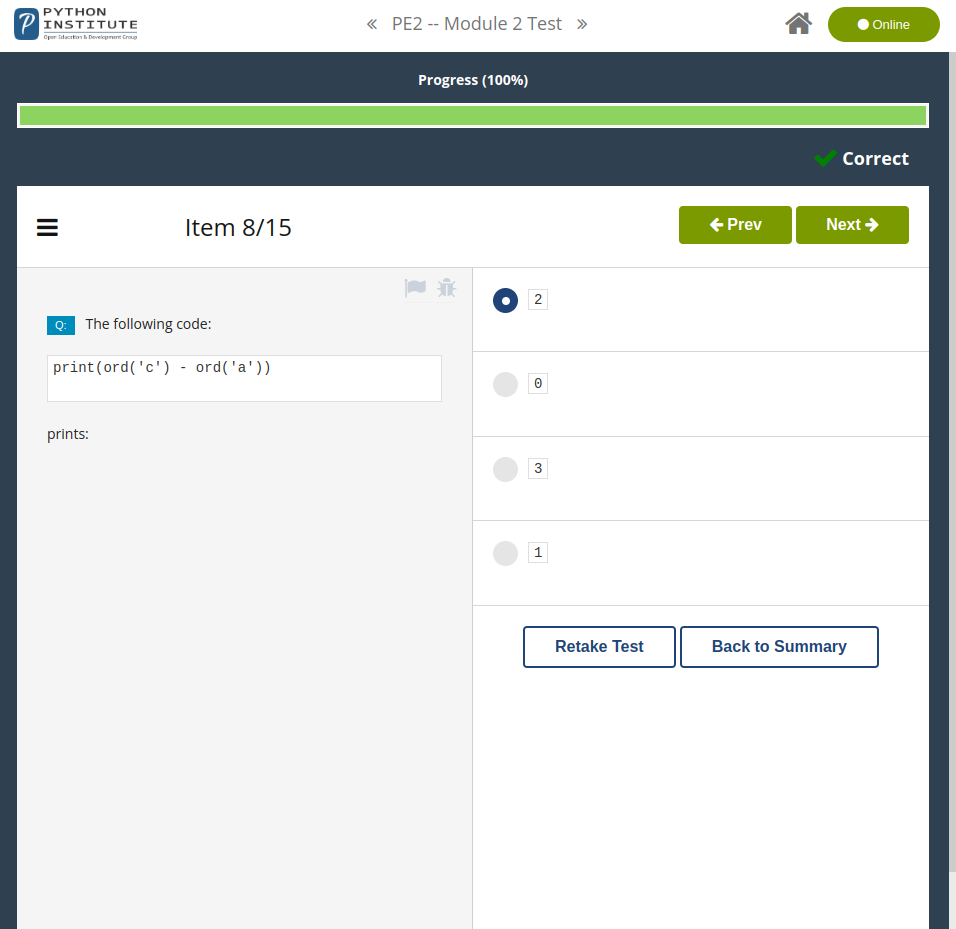 PYTHON
INSTITUTE
Open Education & Development Group
« PE2 -- Module 2 Test »
Online
Progress (100%)
Correct
Item 8/15
Prev
Next
Q: The following code:
print(ord('c') - ord('a'))
prints:
2
0
3
1
Retake Test
Back to Summary